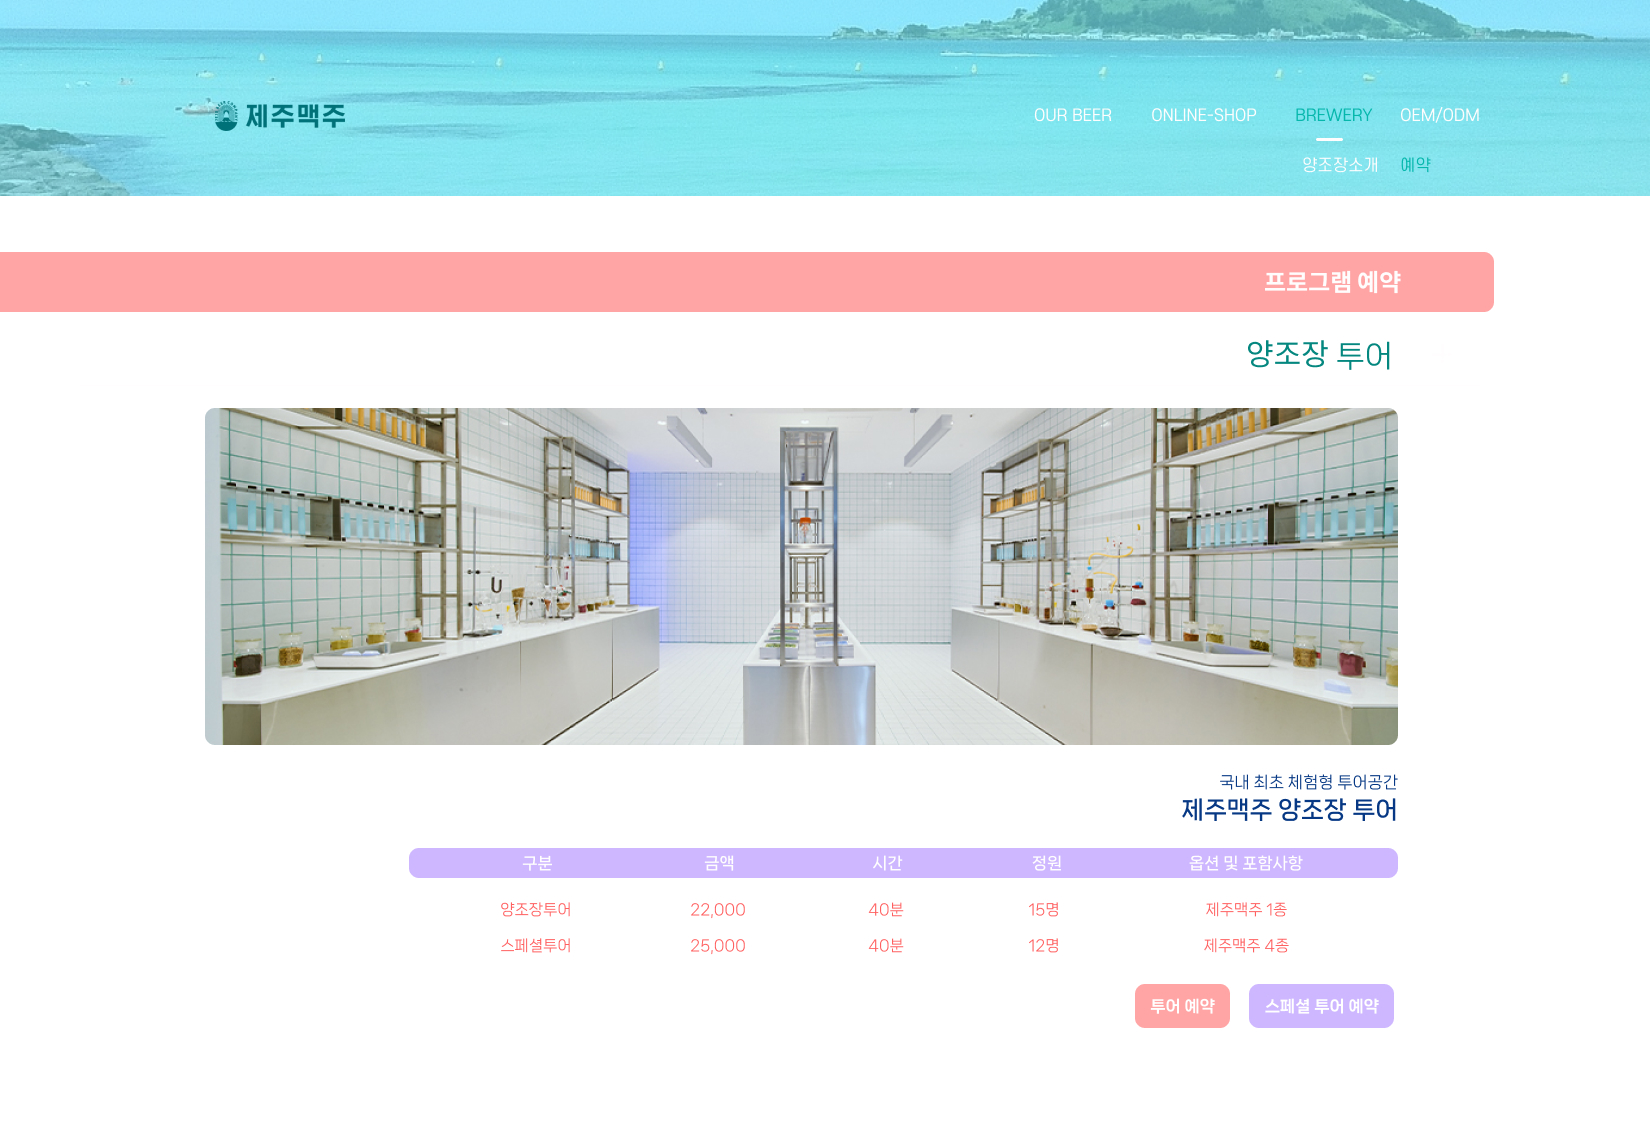 제주맥주
OUR BEER ONLINE-SHOP BREWERY OEM/ODM
양조장소개 예약
프로그램 예약
양조장 투어
국내 최초 체험형 투어공간
제주맥주 양조장 투어
구분 금액 시간 정원 옵션 및 포함사항
양조장투어 22,000 40분 15명 제주맥주 1종
스페셜투어 25,000 40분 12명 제주맥주 4종
투어 예약 스페셜 투어 예약